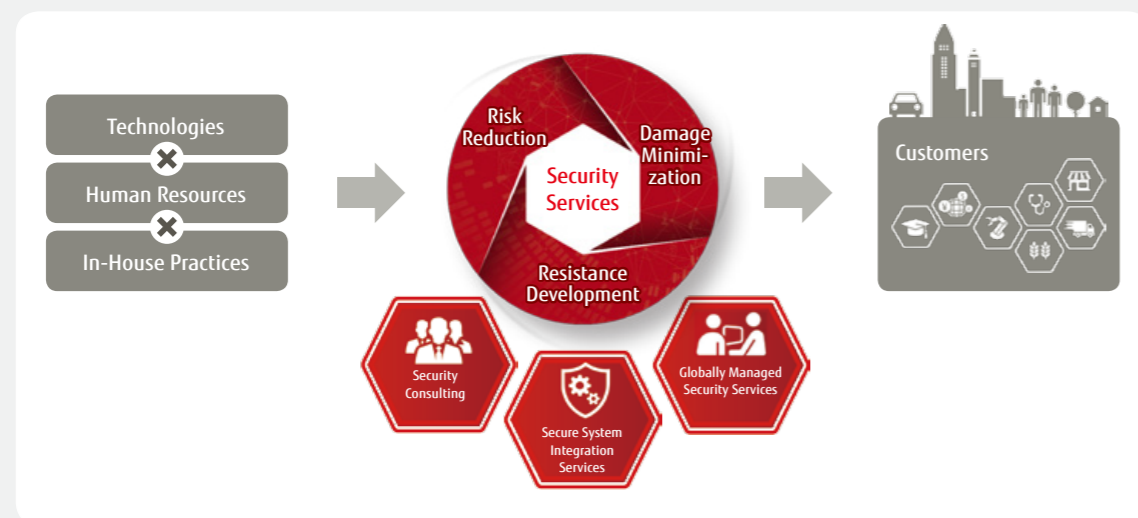 Technologies
Human Resources
In-House Practices
Risk
Reduction
Damage
Minimi-
zation
Security
Services
Resistance
Development
Security
Consulting
Secure System
Integration
Services
Globally Managed
Security Services
Customers